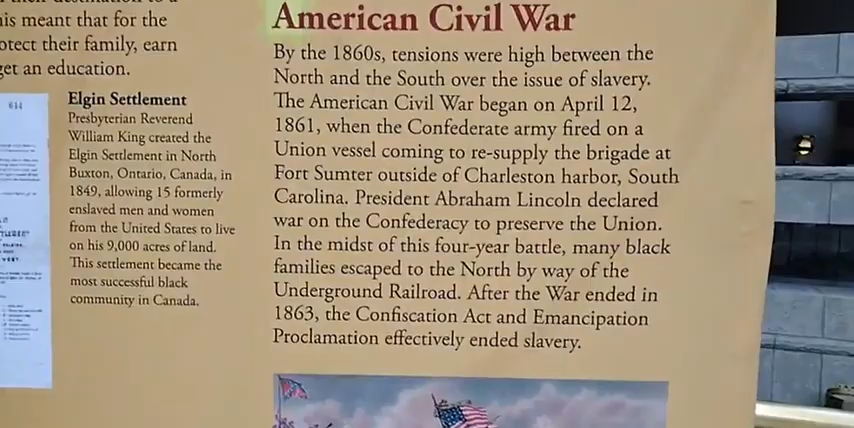 his meant that for the
otect their family, earn
get an education.
614
Elgin Settlement
Presbyterian Reverend
William King created the
Elgin Settlement in North
Buxton, Ontario, Canada, in
1849, allowing 15 formerly
enslaved men and women
from the United States to live
on his 9,000 acres of land.
This settlement became the
most successful black
community in Canada.
American Civil War
By the 1860s, tensions were high between the
North and the South over the issue of slavery.
The American Civil War began on April 12,
1861, when the Confederate army fired on a
Union vessel coming to re-supply the brigade at
Fort Sumter outside of Charleston harbor, South
Carolina. President Abraham Lincoln declared
war on the Confederacy to preserve the Union.
In the midst of this four-year battle, many black
families escaped to the North by way of the
Underground Railroad. After the War ended in
1863, the Confiscation Act and Emancipation
Proclamation effectively ended slavery.